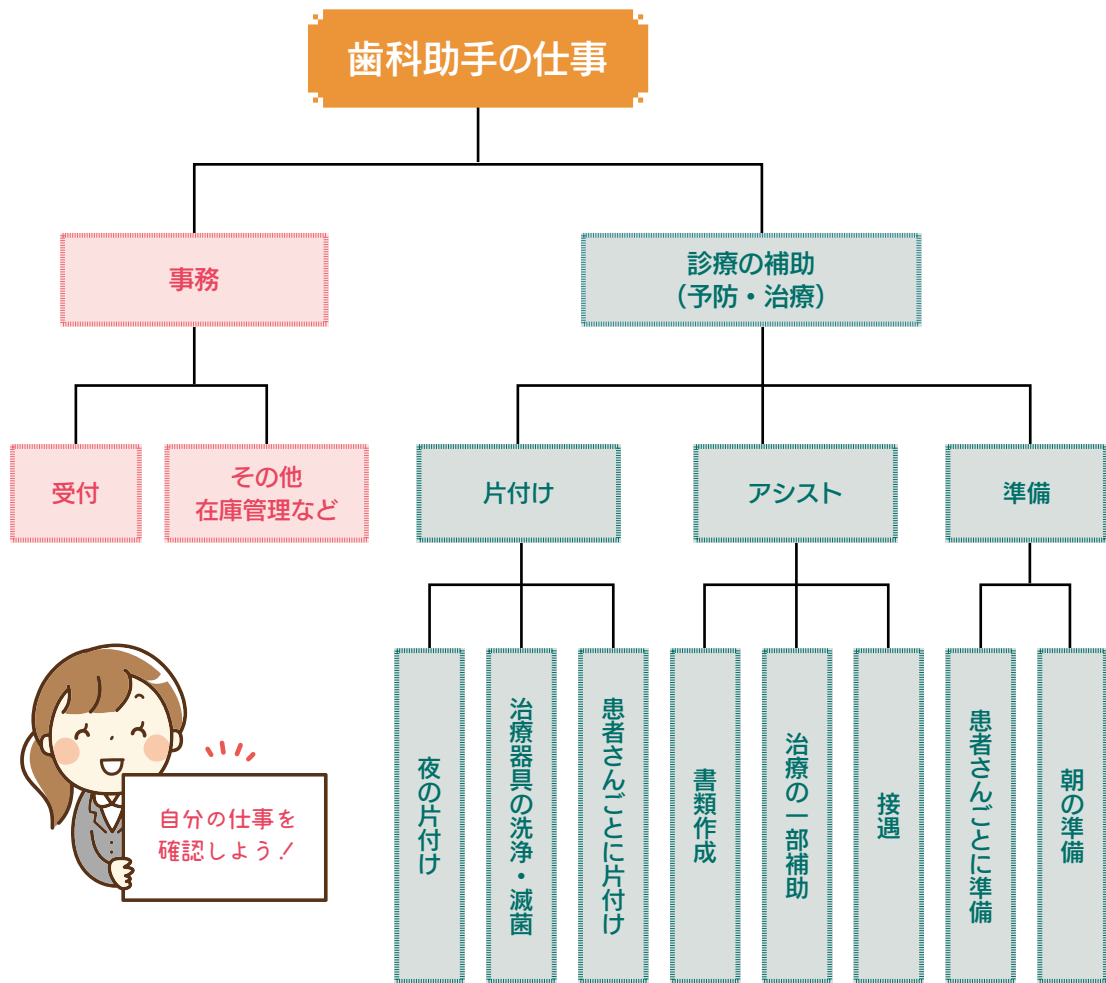 歯科助手の仕事
事務
診療の補助
（予防・治療）
受付
その他
在庫管理など
片付け
アシスト
準備
夜の片付け
治療器具の洗浄・滅菌
患者さんごとに片付け
書類作成
治療の一部補助
接遇
患者さんごとに準備
朝の準備
自分の仕事を
確認しよう！